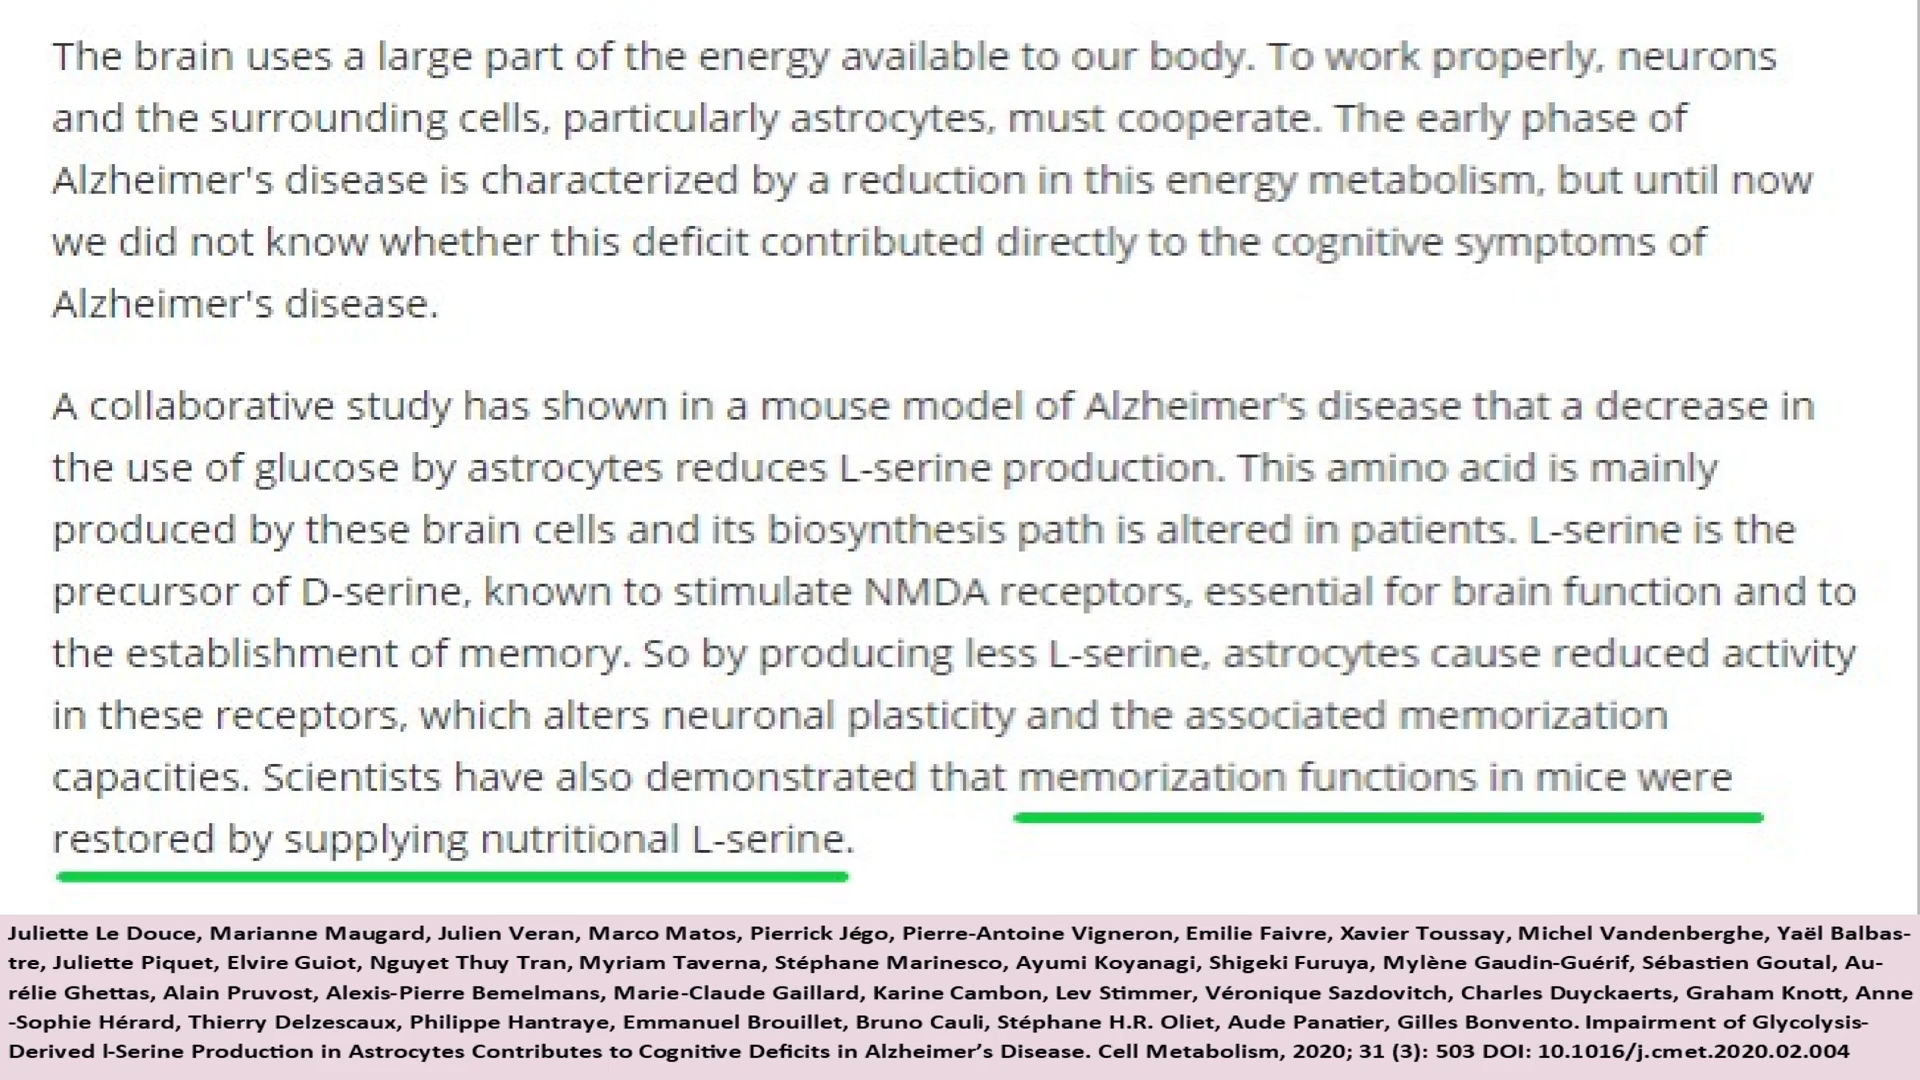 The brain uses a large part of the energy available to our body. To work properly, neurons
and the surrounding cells, particularly astrocytes, must cooperate. The early phase of
Alzheimer's disease is characterized by a reduction in this energy metabolism, but until now
we did not know whether this deficit contributed directly to the cognitive symptoms of
Alzheimer's disease.
A collaborative study has shown in a mouse model of Alzheimer's disease that a decrease in
the use of glucose by astrocytes reduces L-serine production. This amino acid is mainly
produced by these brain cells and its biosynthesis path is altered in patients. L-serine is the
precursor of D-serine, known to stimulate NMDA receptors, essential for brain function and to
the establishment of memory. So by producing less L-serine, astrocytes cause reduced activity
in these receptors, which alters neuronal plasticity and the associated memorization
capacities. Scientists have also demonstrated that memorization functions in mice were
restored by supplying nutritional L-serine.
Juliette Le Douce, Marianne Maugard, Julien Veran, Marco Matos, Pierrick Jégo, Pierre-Antoine Vigneron, Emilie Faivre, Xavier Toussay, Michel Vandenberghe, Yaël Balbas-
tre, Juliette Piquet, Elvire Guiot, Nguyet Thuy Tran, Myriam Taverna, Stéphane Marinesco, Ayumi Koyanagi, Shigeki Furuya, Mylène Gaudin-Guérif, Sébastien Goutal, Au-
rélie Ghettas, Alain Pruvost, Alexis-Pierre Bemelmans, Marie-Claude Gaillard, Karine Cambon, Lev Stimmer, Véronique Sazdovitch, Charles Duyckaerts, Graham Knott, Anne
-Sophie Hérard, Thierry Delzescaux, Philippe Hantraye, Emmanuel Brouillet, Bruno Cauli, Stéphane H.R. Oliet, Aude Panatier, Gilles Bonvento. Impairment of Glycolysis-
Derived l-Serine Production in Astrocytes Contributes to Cognitive Deficits in Alzheimer’s Disease. Cell Metabolism, 2020; 31 (3): 503 DOI: 10.1016/j.cmet.2020.02.004